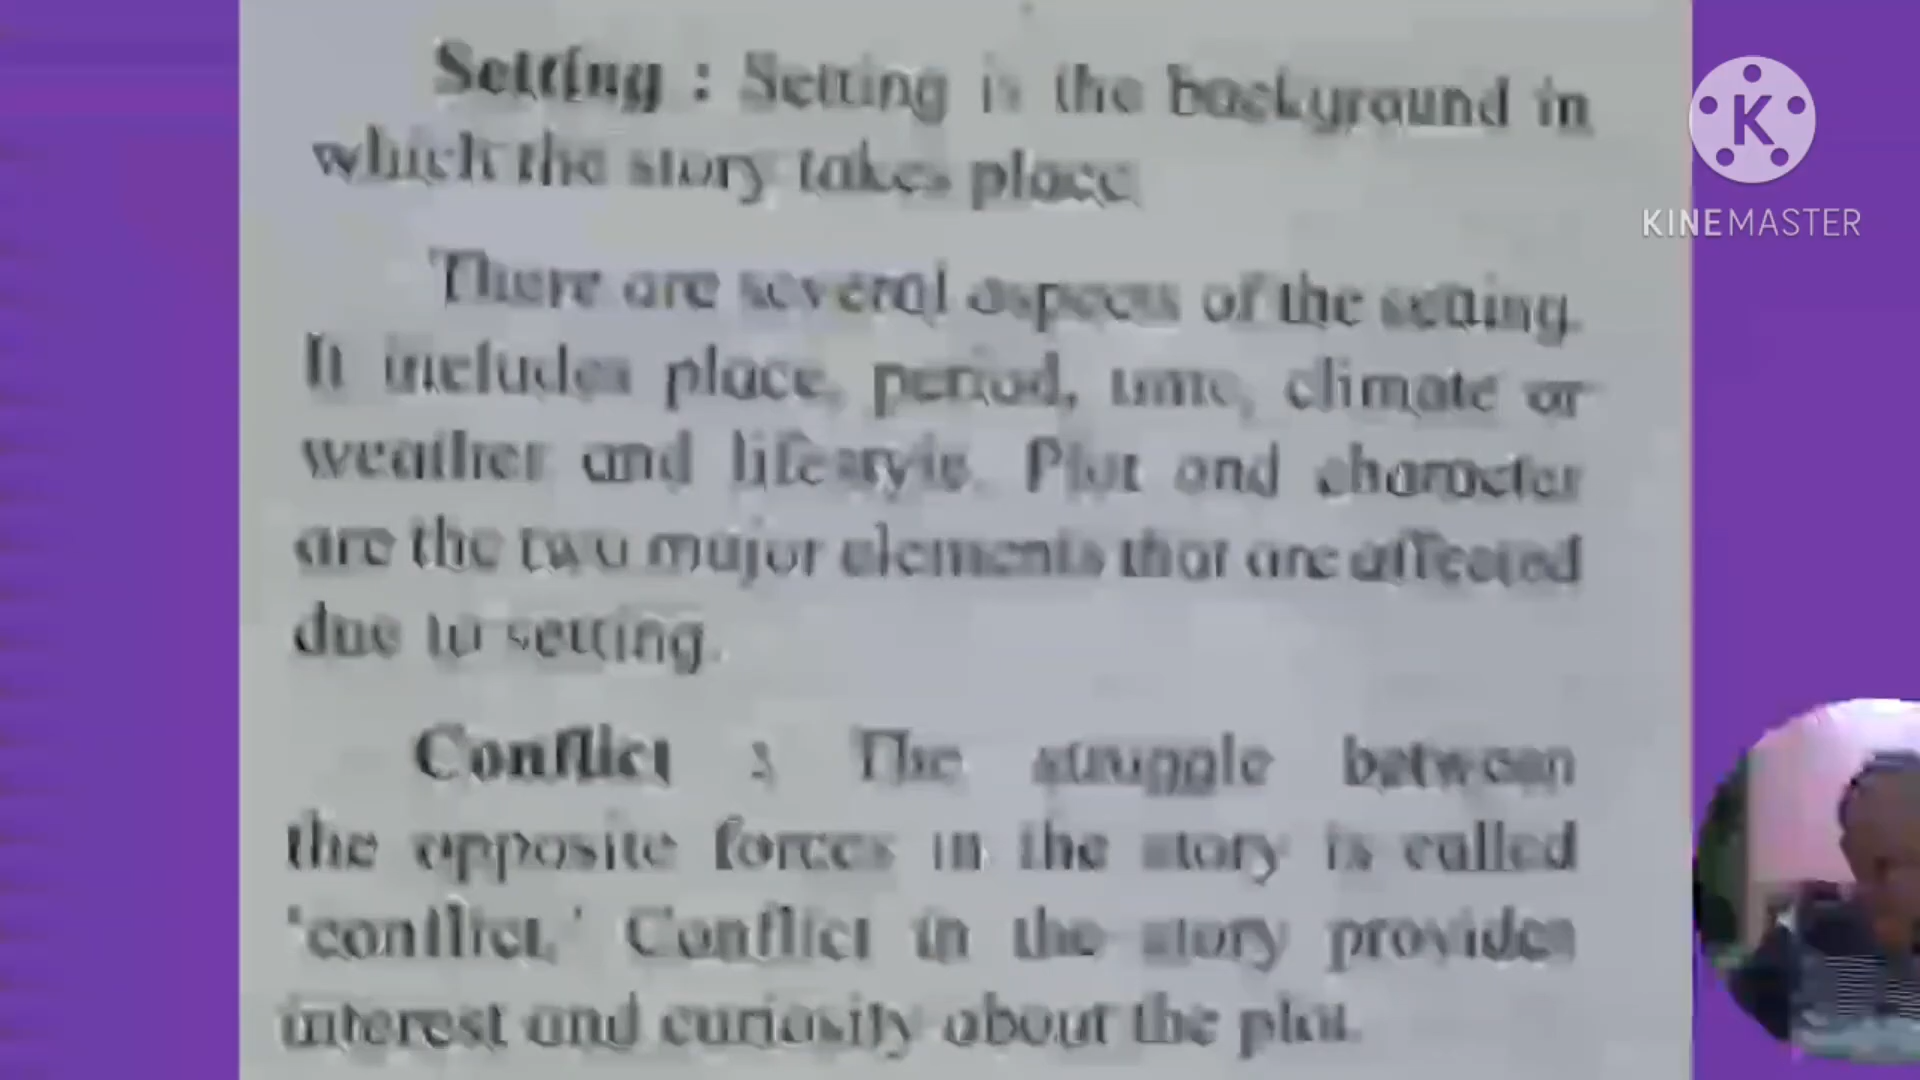 Setting : Setting is the background in
which the story takes place.
There are several aspects of the setting.
It includes place, period, time, climate or
weather and lifestyle. Plot and character
are the two major elements that are affected
due to setting.
Conflict : The struggle between
the opposite forces in the story is called
'conflict.' Conflict in the story provides
interest and curiosity about the plot.
K
KINEMASTER